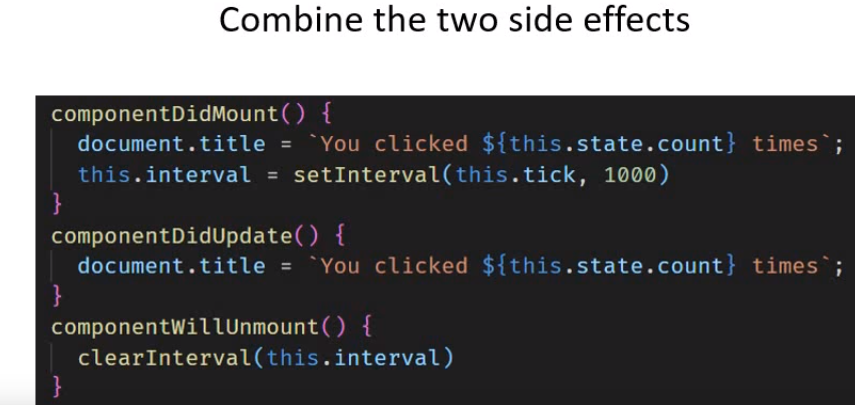 Combine the two side effects
componentDidMount() {
document.title = `You clicked ${this.state.count} times`;
this.interval = setInterval(this.tick, 1000)
}
componentDidUpdate() {
document.title = `You clicked ${this.state.count} times`;
}
componentWillUnmount() {
clearInterval(this.interval)
}